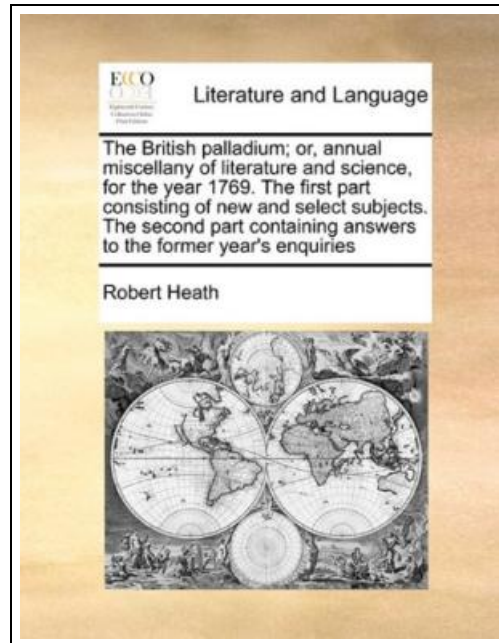 ECCO
Literature and Language
The British palladium; or, annual
miscellany of literature and science,
for the year 1769. The first part
consisting of new and select subjects.
The second part containing answers
to the former year's enquiries
Robert Heath